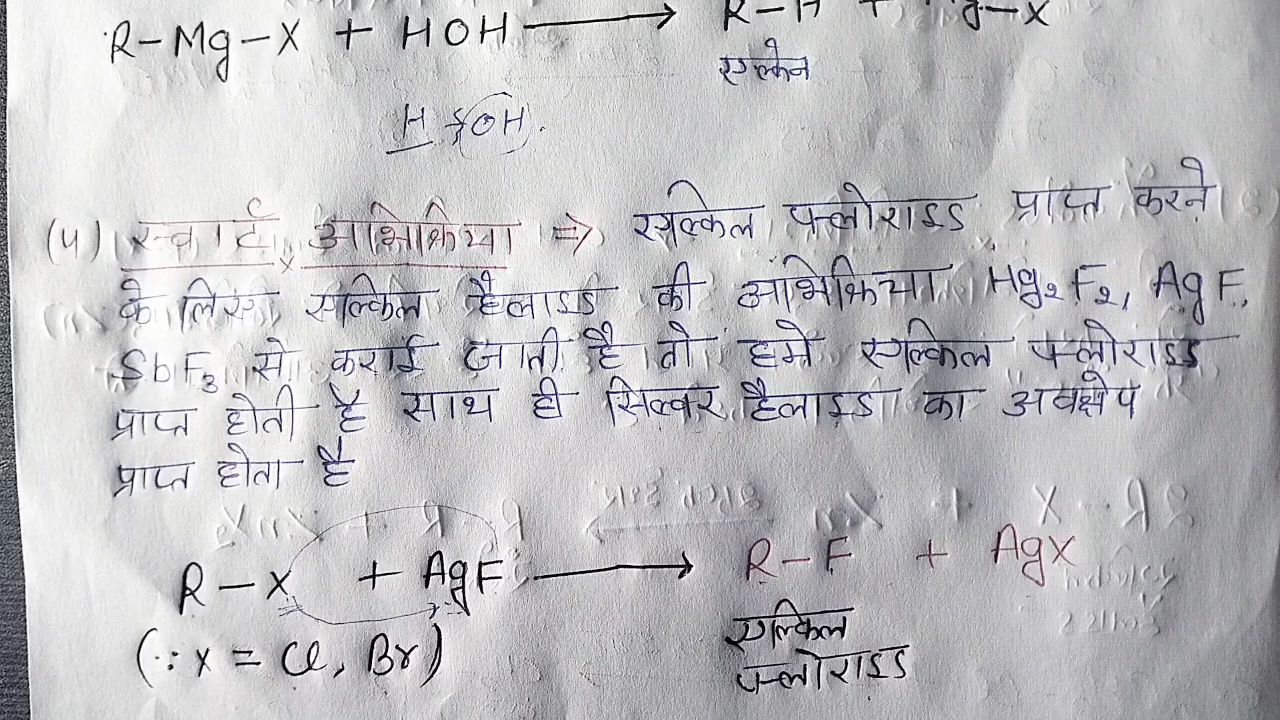 R-Mg-X + HOH ⟶ R-H + Mg-X
एल्केन
H OH.
(4) स्वार्ट अभिक्रिया ⇒ एल्किल फ्लोराइड प्राप्त करने
के लिए एल्किल हैलाइड की अभिक्रिया Hg₂F₂, AgF,
SbF₃ से कराई जाती है तो हमे एल्किल फ्लोराइड
प्राप्त होती है साथ ही सिल्वर हैलाइडा का अवक्षेप
प्राप्त होता है
R-X + AgF ⟶ R-F + AgX
(∵ x = Cl, Br) एल्किल
फ्लोराइड